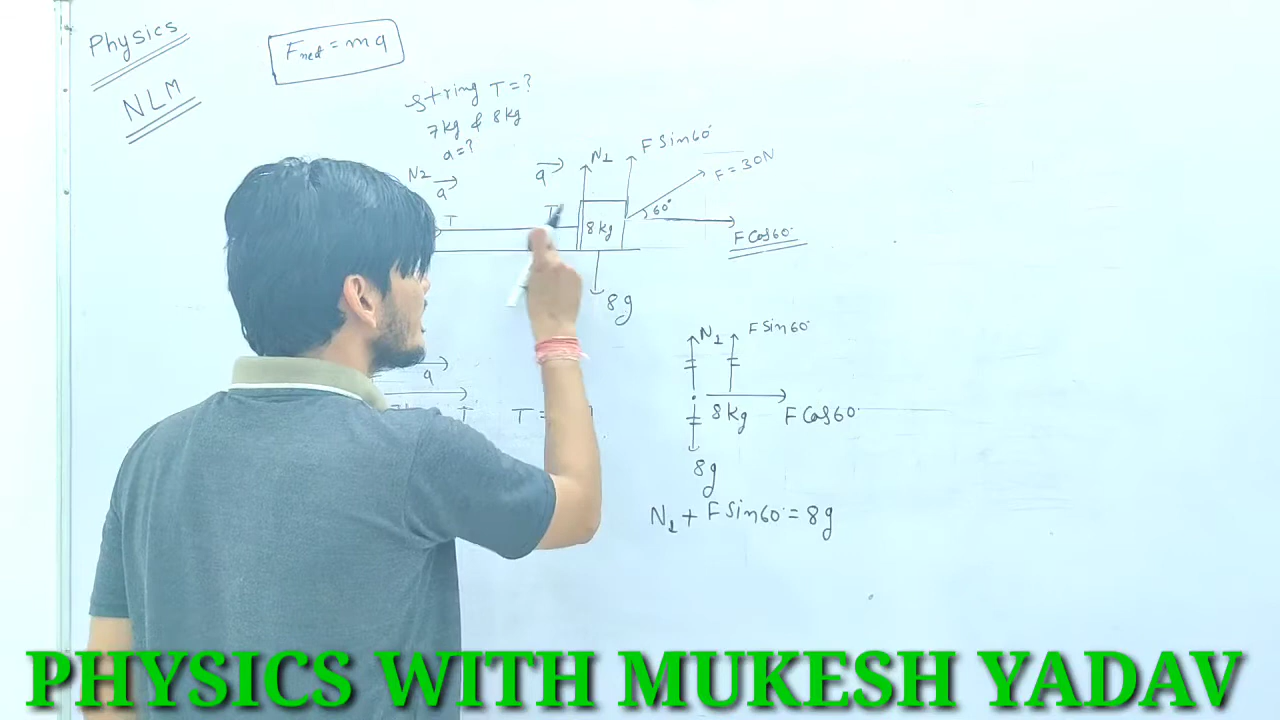 Physics
NLM
Fnet = ma
string T = ?
7kg & 8kg
a = ?
N2
a
T
a
T
N1
F Sin60°
F = 30N
60°
8kg
F Cos60°
8g
a
T
T =
N1
F Sin60°
8kg
F Cos60°
8g
N1 + F Sin60° = 8g
PHYSICS WITH MUKESH YADAV